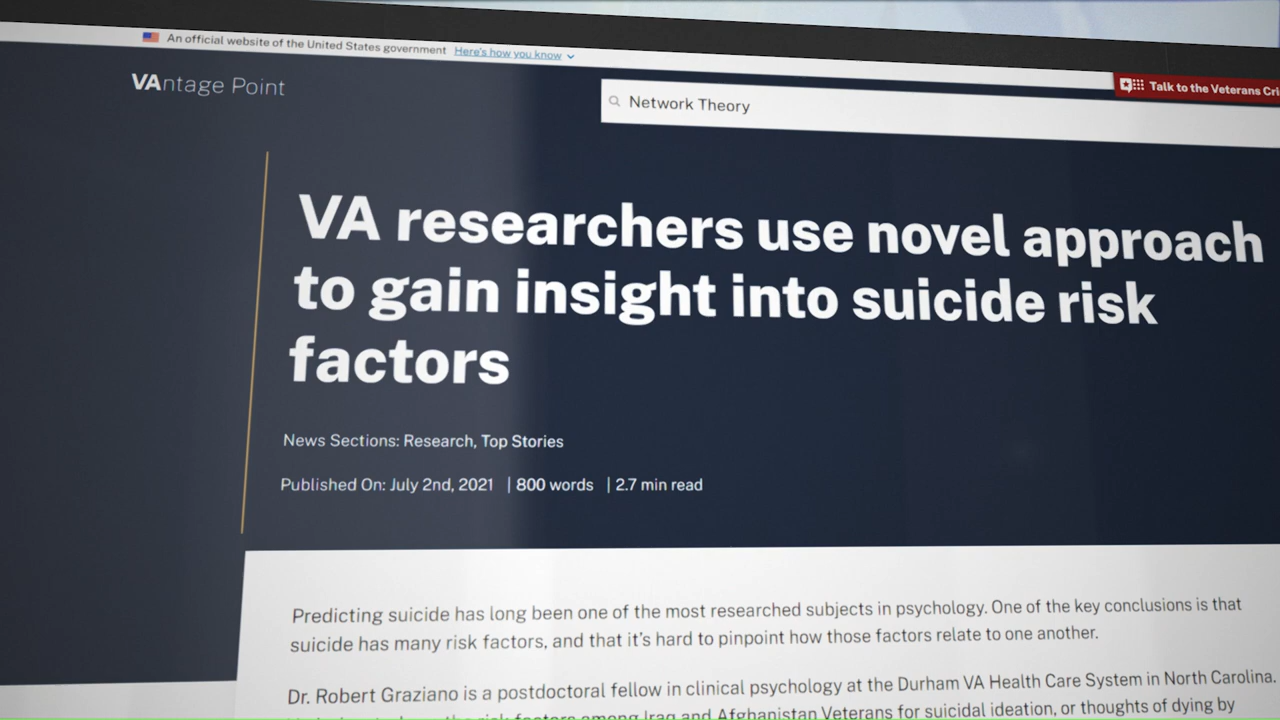 An official website of the United States government Here's how you know
VAntage Point
Network Theory
Talk to the Veterans Cri
VA researchers use novel approach
to gain insight into suicide risk
factors
News Sections: Research, Top Stories
Published On: July 2nd, 2021 | 800 words | 2.7 min read
Predicting suicide has long been one of the most researched subjects in psychology. One of the key conclusions is that
suicide has many risk factors, and that it's hard to pinpoint how those factors relate to one another.
Dr. Robert Graziano is a postdoctoral fellow in clinical psychology at the Durham VA Health Care System in North Carolina.
the risk factors among Iraq and Afghanistan Veterans for suicidal ideation, or thoughts of dying by